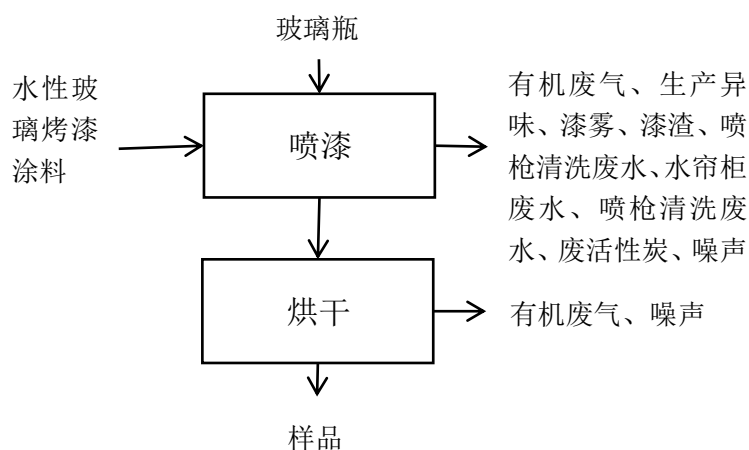 玻璃瓶
水性玻
璃烤漆
涂料
喷漆
有机废气、生产异
味、漆雾、漆渣、喷
枪清洗废水、水帘柜
废水、喷枪清洗废
水、废活性炭、噪声
烘干
有机废气、噪声
样品